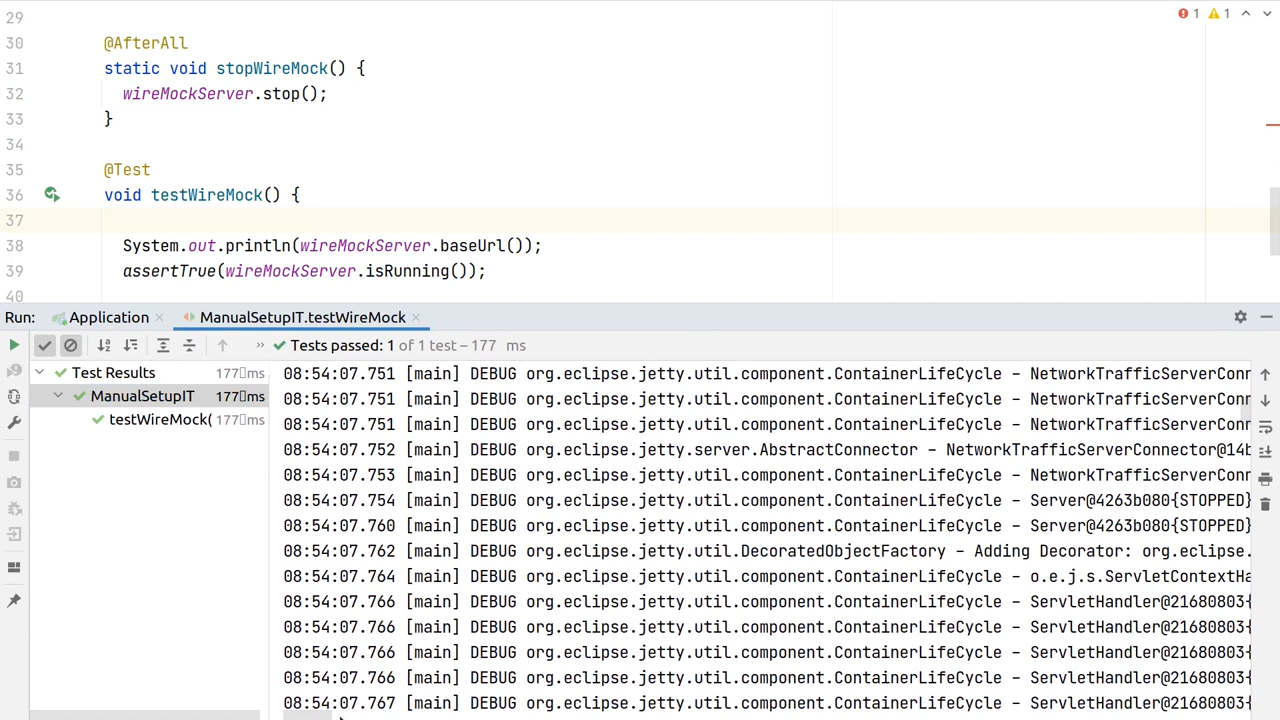 29
1 1
30 @AfterAll
31 static void stopWireMock() {
32 wireMockServer.stop();
33 }
34
35 @Test
36 void testWireMock() {
37
38 System.out.println(wireMockServer.baseUrl());
39 assertTrue(wireMockServer.isRunning());
40
Run: Application ManualSetupIT.testWireMock
Tests passed: 1 of 1 test – 177 ms
Test Results 177 ms
ManualSetupIT 177 ms
testWireMock( 177 ms
08:54:07.751 [main] DEBUG org.eclipse.jetty.util.component.ContainerLifeCycle - NetworkTrafficServerConn
08:54:07.751 [main] DEBUG org.eclipse.jetty.util.component.ContainerLifeCycle - NetworkTrafficServerConn
08:54:07.751 [main] DEBUG org.eclipse.jetty.util.component.ContainerLifeCycle - NetworkTrafficServerConn
08:54:07.752 [main] DEBUG org.eclipse.jetty.server.AbstractConnector - NetworkTrafficServerConnector@14b
08:54:07.753 [main] DEBUG org.eclipse.jetty.util.component.ContainerLifeCycle - NetworkTrafficServerConn
08:54:07.754 [main] DEBUG org.eclipse.jetty.util.component.ContainerLifeCycle - Server@4263b080{STOPPED}
08:54:07.760 [main] DEBUG org.eclipse.jetty.util.component.ContainerLifeCycle - Server@4263b080{STOPPED}
08:54:07.762 [main] DEBUG org.eclipse.jetty.util.DecoratedObjectFactory - Adding Decorator: org.eclipse.
08:54:07.764 [main] DEBUG org.eclipse.jetty.util.component.ContainerLifeCycle - o.e.j.s.ServletContextHa
08:54:07.766 [main] DEBUG org.eclipse.jetty.util.component.ContainerLifeCycle - ServletHandler@21680803{
08:54:07.766 [main] DEBUG org.eclipse.jetty.util.component.ContainerLifeCycle - ServletHandler@21680803{
08:54:07.766 [main] DEBUG org.eclipse.jetty.util.component.ContainerLifeCycle - ServletHandler@21680803{
08:54:07.766 [main] DEBUG org.eclipse.jetty.util.component.ContainerLifeCycle - ServletHandler@21680803{
08:54:07.767 [main] DEBUG org.eclipse.jetty.util.component.ContainerLifeCycle - ServletHandler@21680803{